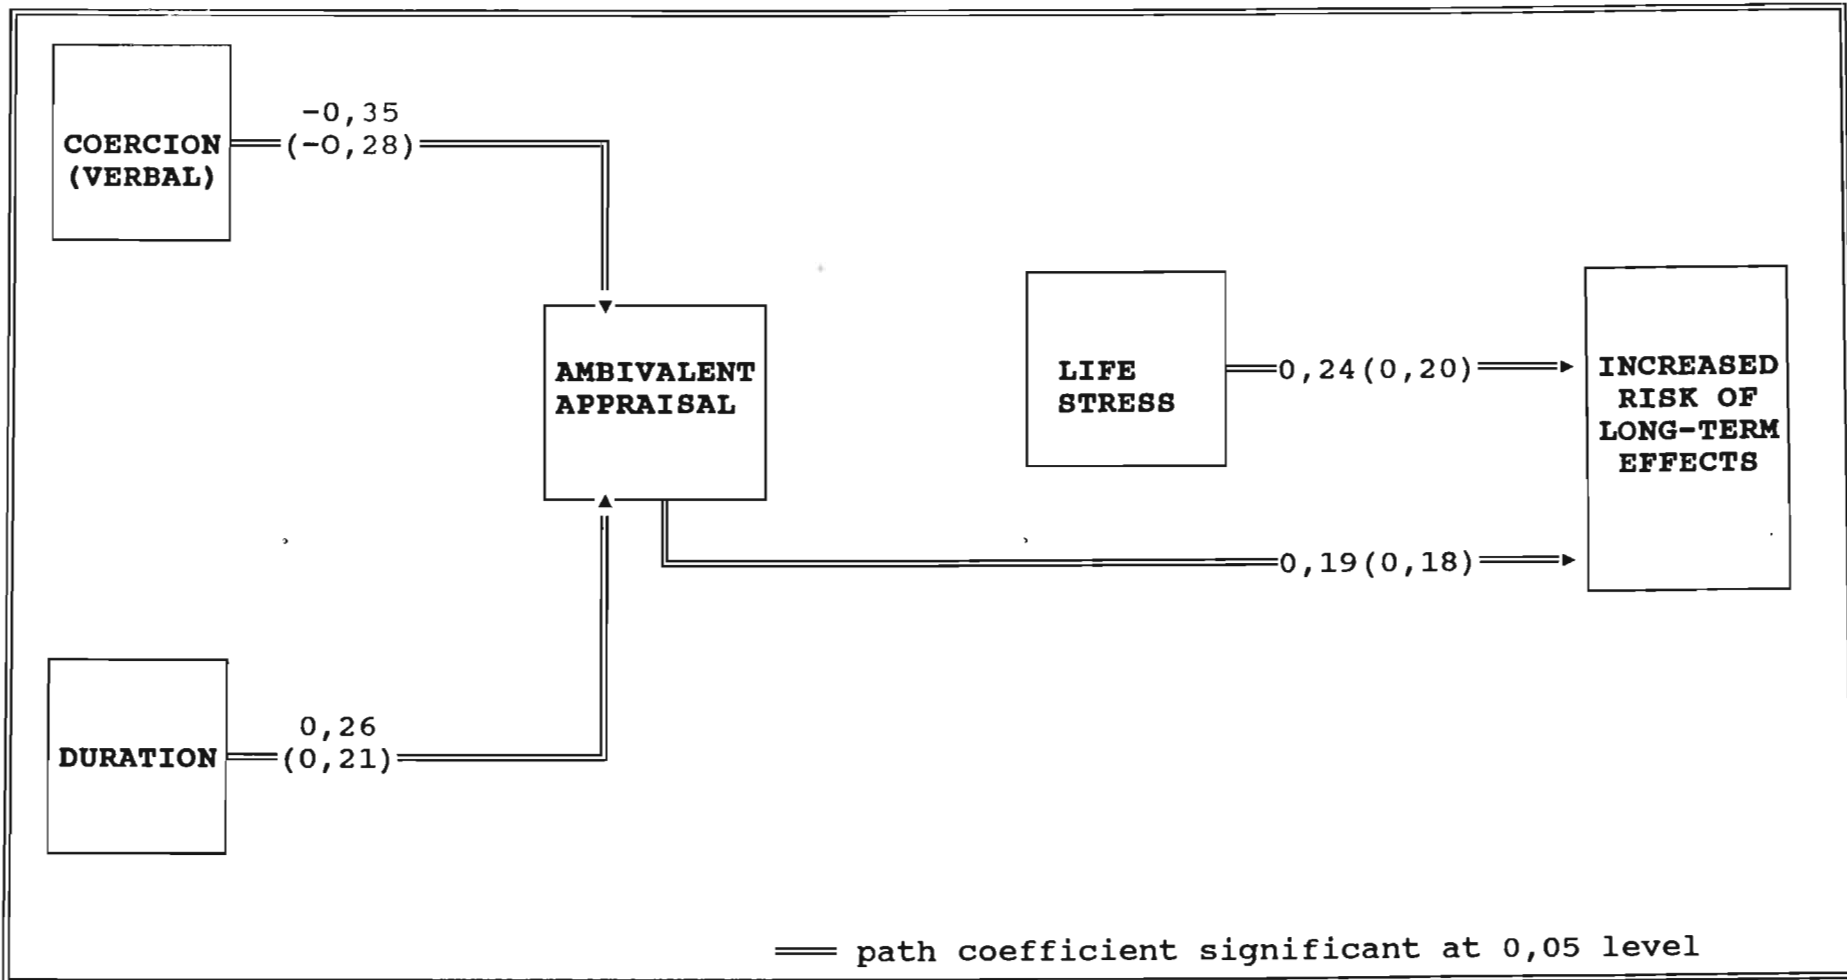 -0,35
COERCION
(-0,28)
(VERBAL)
AMBIVALENT
APPRAISAL
LIFE
STRESS
0,24(0,20)
INCREASED
RISK OF
LONG-TERM
EFFECTS
0,19(0,18)
0,26
DURATION
(0,21)
path coefficient significant at 0,05 level